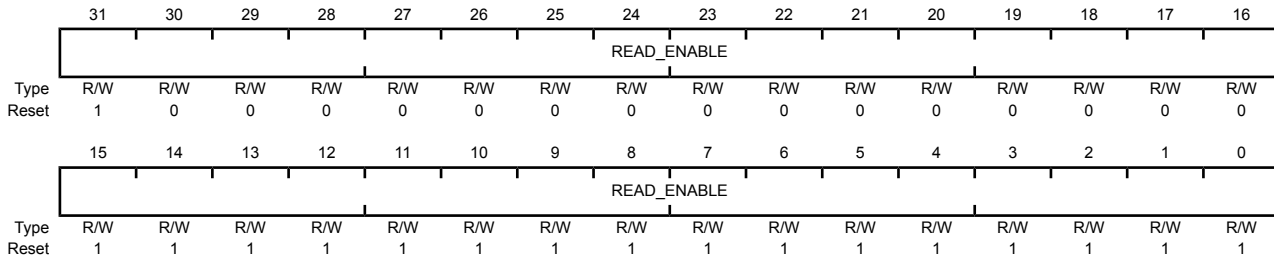 31 30 29 28 27 26 25 24 23 22 21 20 19 18 17 16
READ_ENABLE
Type R/W R/W R/W R/W R/W R/W R/W R/W R/W R/W R/W R/W R/W R/W R/W R/W
Reset 1 0 0 0 0 0 0 0 0 0 0 0 0 0 0 0
15 14 13 12 11 10 9 8 7 6 5 4 3 2 1 0
READ_ENABLE
Type R/W R/W R/W R/W R/W R/W R/W R/W R/W R/W R/W R/W R/W R/W R/W R/W
Reset 1 1 1 1 1 1 1 1 1 1 1 1 1 1 1 1